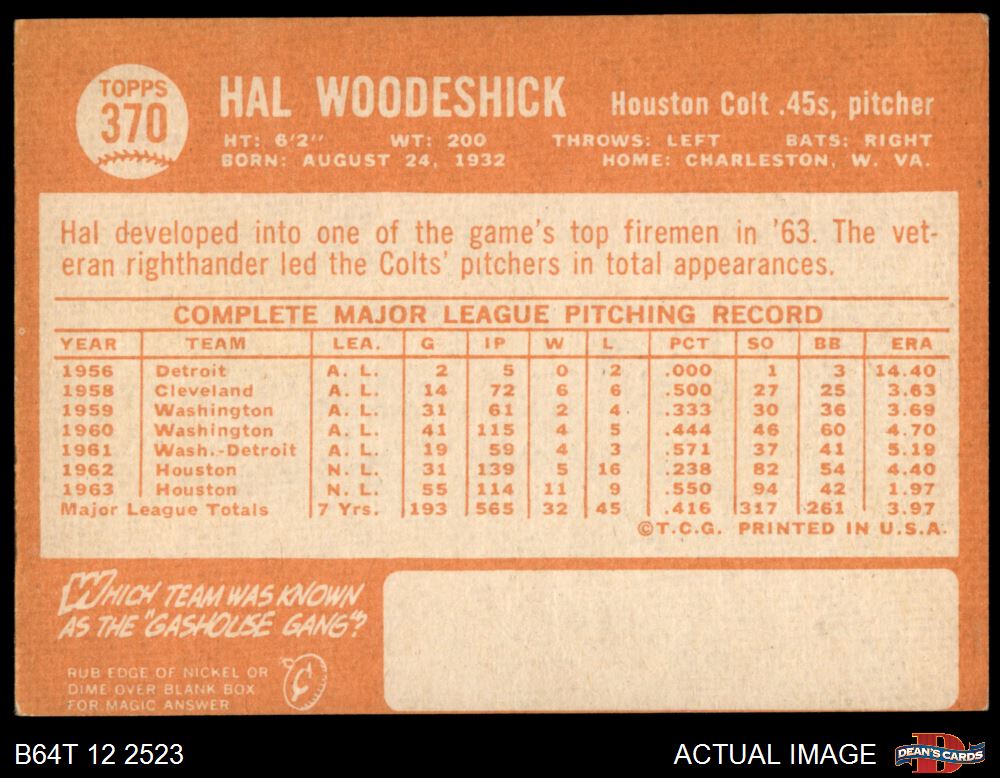 TOPPS
370
HAL WOODESHICK Houston Colt .45s, pitcher
HT: 6'2" WT: 200 THROWS: LEFT BATS: RIGHT
BORN: AUGUST 24, 1932 HOME: CHARLESTON, W. VA.
Hal developed into one of the game's top firemen in '63. The vet-
eran righthander led the Colts' pitchers in total appearances.
COMPLETE MAJOR LEAGUE PITCHING RECORD
YEAR TEAM LEA. G IP W L PCT SO BB ERA
1956 Detroit A. L. 2 5 0 2 .000 1 3 14.40
1958 Cleveland A. L. 14 72 6 6 .500 27 25 3.63
1959 Washington A. L. 31 61 2 4 .333 30 36 3.69
1960 Washington A. L. 41 115 4 5 .444 46 60 4.70
1961 Wash.-Detroit A. L. 19 59 4 3 .571 37 41 5.19
1962 Houston N. L. 31 139 5 16 .238 82 54 4.40
1963 Houston N. L. 55 114 11 9 .550 94 42 1.97
Major League Totals 7 Yrs. 193 565 32 45 .416 317 261 3.97
©T.C.G. PRINTED IN U.S.A.
WHICH TEAM WAS KNOWN
AS THE "GASHOUSE GANG"?
RUB EDGE OF NICKEL OR
DIME OVER BLANK BOX
FOR MAGIC ANSWER
¢
B64T 12 2523 ACTUAL IMAGE DEAN'S CARDS